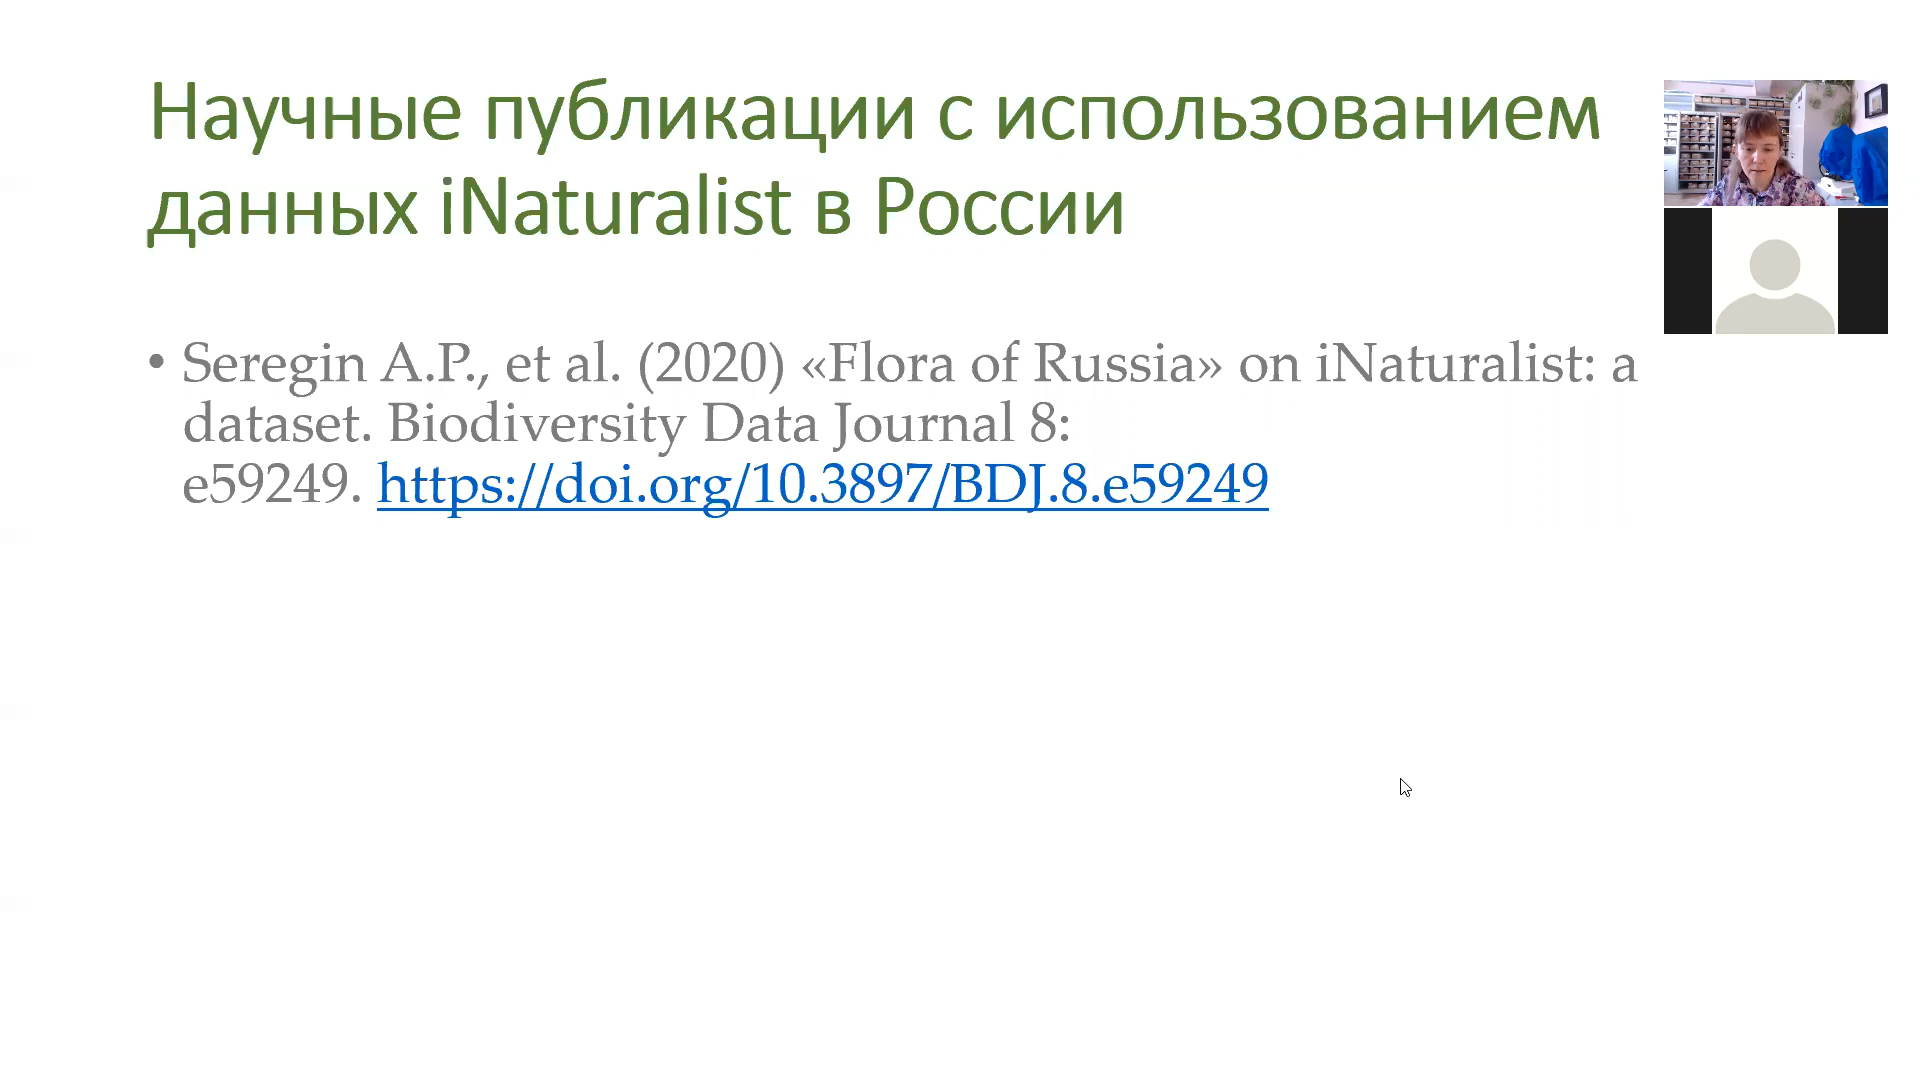 Научные публикации с использованием
данных iNaturalist в России
• Seregin A.P., et al. (2020) «Flora of Russia» on iNaturalist: a
dataset. Biodiversity Data Journal 8:
e59249. https://doi.org/10.3897/BDJ.8.e59249